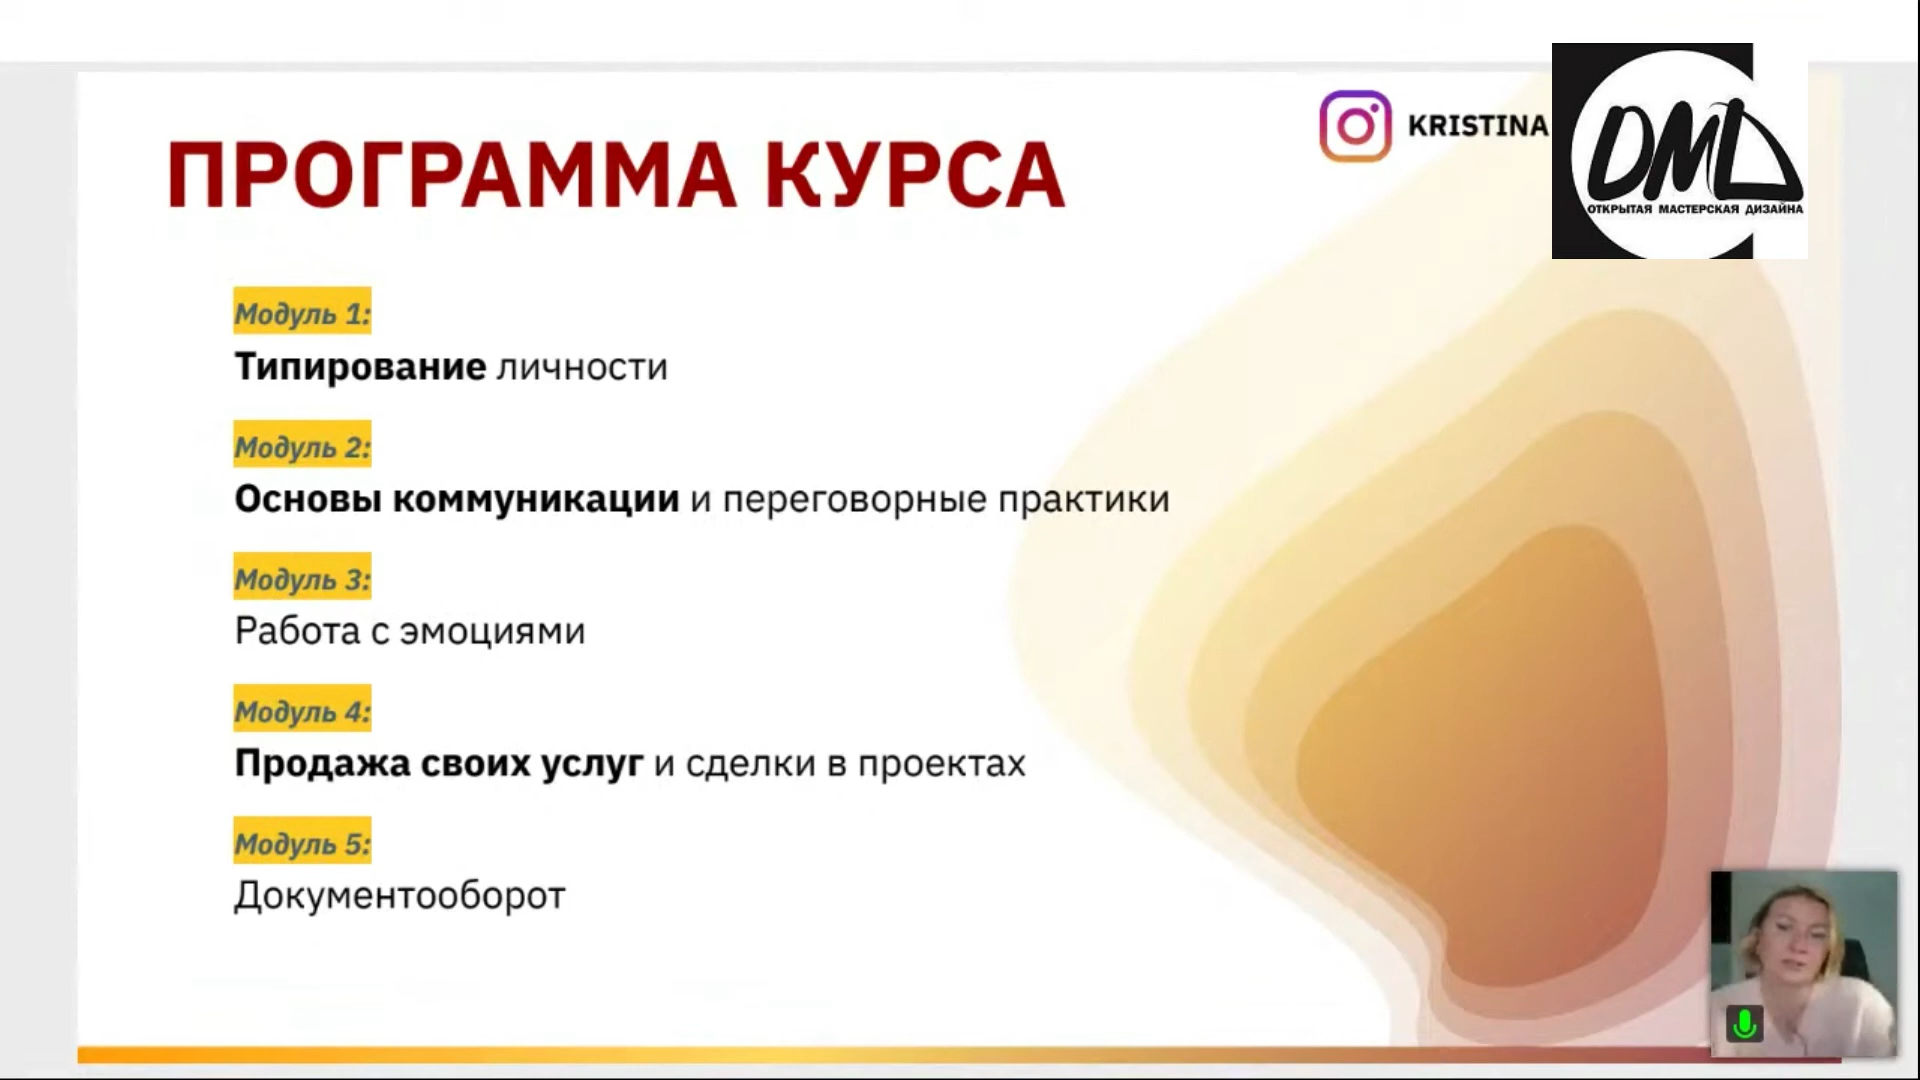 ПРОГРАММА КУРСА
KRISTINA
DMD
ОТКРЫТАЯ МАСТЕРСКАЯ ДИЗАЙНА
Модуль 1:
Типирование личности
Модуль 2:
Основы коммуникации и переговорные практики
Модуль 3:
Работа с эмоциями
Модуль 4:
Продажа своих услуг и сделки в проектах
Модуль 5:
Документооборот